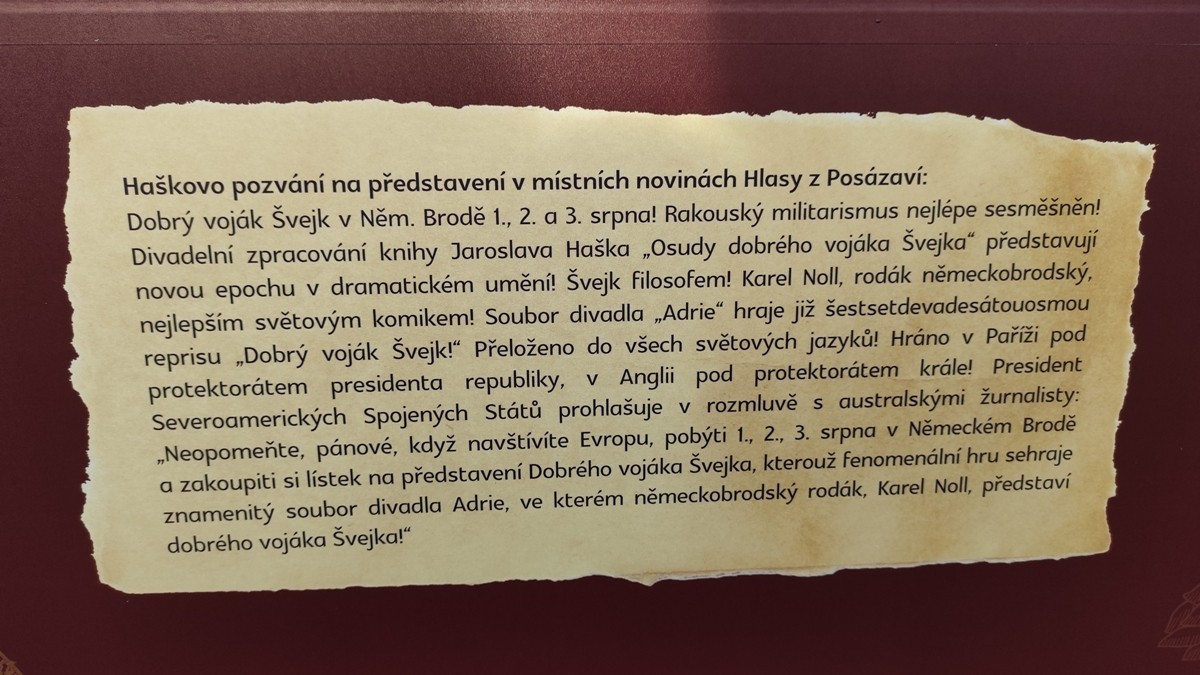 Haškovo pozvání na představení v místních novinách Hlasy z Posázaví:
Dobrý voják Švejk v Něm. Brodě 1., 2. a 3. srpna! Rakouský militarismus nejlépe sesměšněn!
Divadelní zpracování knihy Jaroslava Haška „Osudy dobrého vojáka Švejka“ představují
novou epochu v dramatickém umění! Švejk filosofem! Karel Noll, rodák německobrodský,
nejlepším světovým komikem! Soubor divadla „Adrie“ hraje již šestsetdevadesátouosmou
reprisu „Dobrý voják Švejk!“ Přeloženo do všech světových jazyků! Hráno v Paříži pod
protektorátem presidenta republiky, v Anglii pod protektorátem krále! President
Severoamerických Spojených Států prohlašuje v rozmluvě s australskými žurnalisty:
„Neopomeňte, pánové, když navštívíte Evropu, pobýti 1., 2., 3. srpna v Německém Brodě
a zakoupiti si lístek na představení Dobrého vojáka Švejka, kterouž fenomenální hru sehraje
znamenitý soubor divadla Adrie, ve kterém německobrodský rodák, Karel Noll, představí
dobrého vojáka Švejka!“